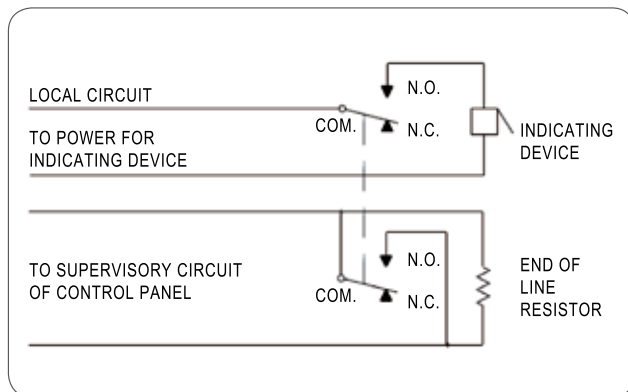 LOCAL CIRCUIT
N.O.
COM.
N.C.
TO POWER FOR
INDICATING DEVICE
INDICATING
DEVICE
TO SUPERVISORY CIRCUIT
OF CONTROL PANEL
N.O.
COM.
N.C.
END OF
LINE
RESISTOR